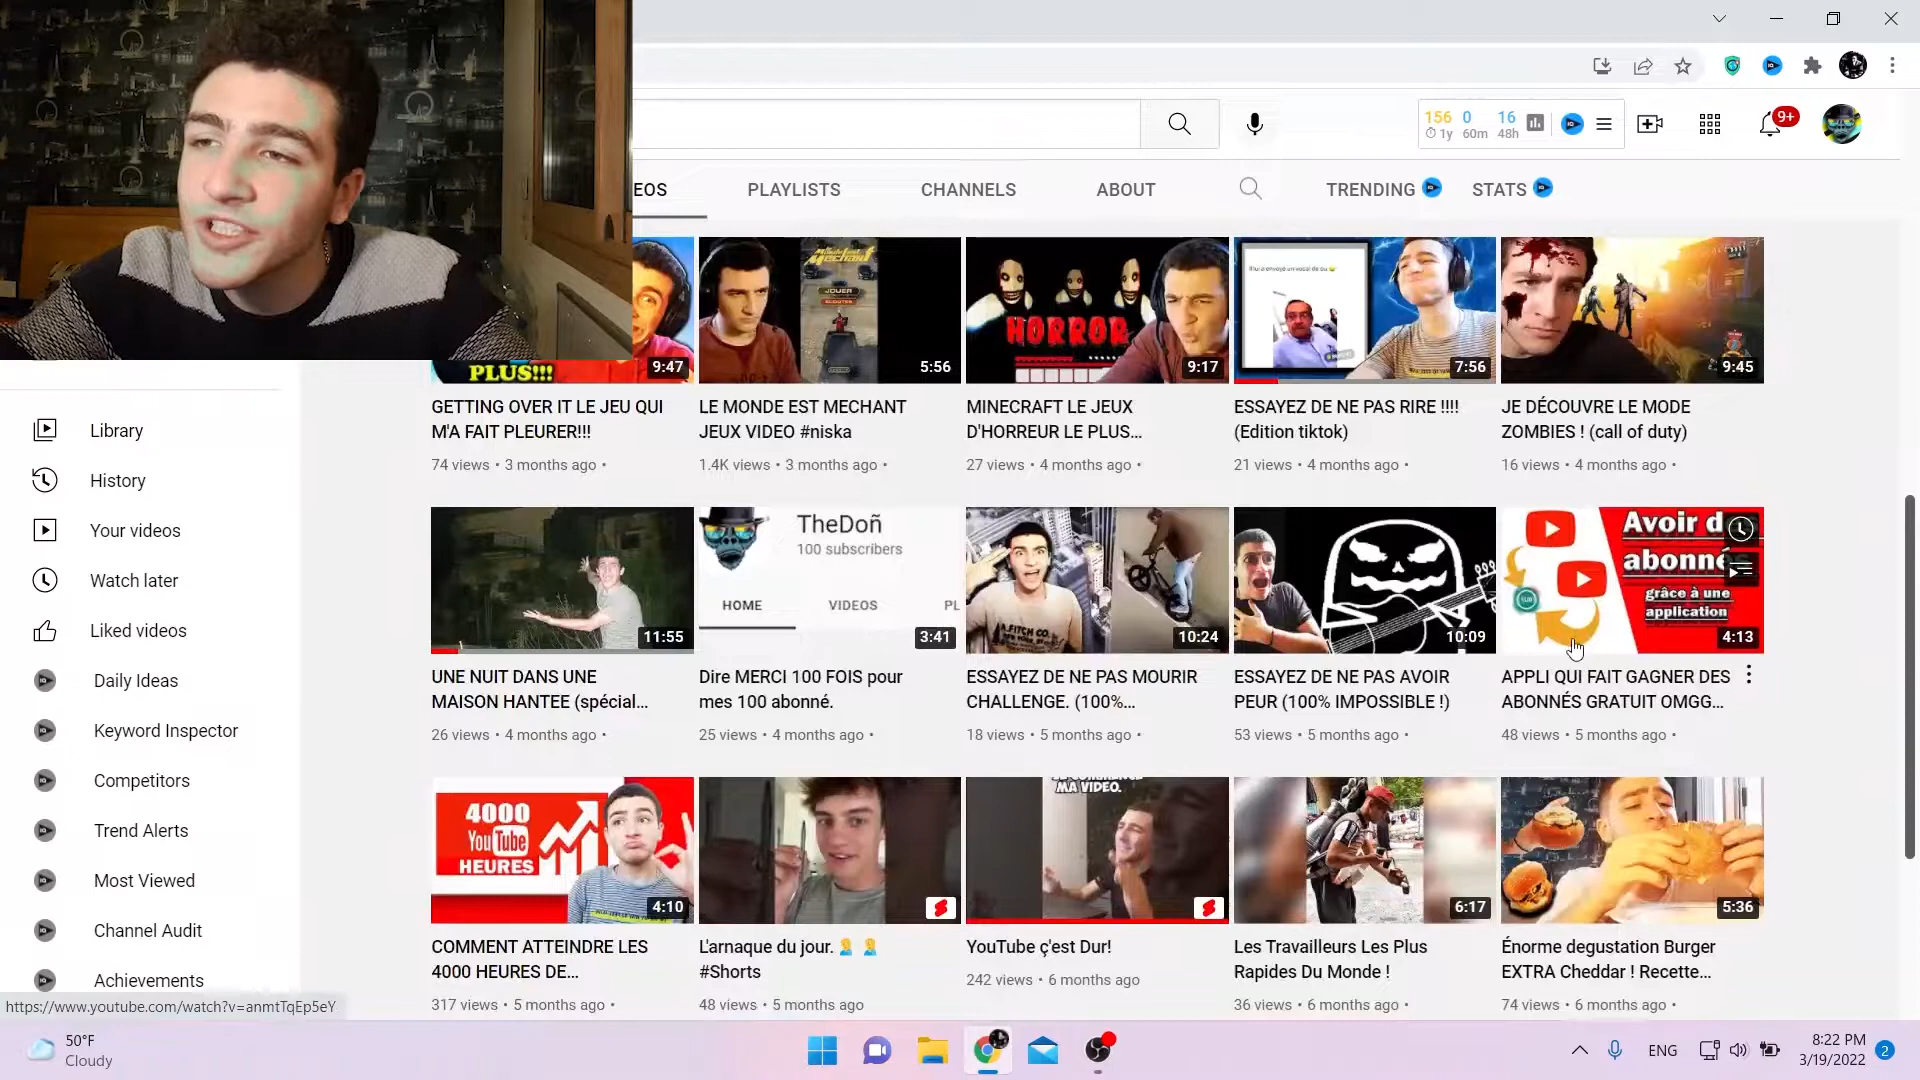 156 0 16
1y 60m 48h
9+
EOS PLAYLISTS CHANNELS ABOUT TRENDING STATS
Mechant
JOUER
HORROR
PLUS!!!
9:47
5:56
9:17
7:56
9:45
GETTING OVER IT LE JEU QUI
M'A FAIT PLEURER!!!
74 views • 3 months ago •
LE MONDE EST MECHANT
JEUX VIDEO #niska
1.4K views • 3 months ago •
MINECRAFT LE JEUX
D'HORREUR LE PLUS...
27 views • 4 months ago •
ESSAYEZ DE NE PAS RIRE !!!!
(Edition tiktok)
21 views • 4 months ago •
JE DÉCOUVRE LE MODE
ZOMBIES ! (call of duty)
16 views • 4 months ago •
Library
History
Your videos
Watch later
Liked videos
Daily Ideas
Keyword Inspector
Competitors
Trend Alerts
Most Viewed
Channel Audit
Achievements
11:55
TheDoñ
100 subscribers
HOME VIDEOS PL
3:41
A.FITCH CO.
10:24
10:09
Avoir d
abonné
grâce à une
application
4:13
UNE NUIT DANS UNE
MAISON HANTEE (spécial...
26 views • 4 months ago •
Dire MERCI 100 FOIS pour
mes 100 abonné.
25 views • 4 months ago •
ESSAYEZ DE NE PAS MOURIR
CHALLENGE. (100%...
18 views • 5 months ago •
ESSAYEZ DE NE PAS AVOIR
PEUR (100% IMPOSSIBLE !)
53 views • 5 months ago •
APPLI QUI FAIT GAGNER DES
ABONNÉS GRATUIT OMGG...
48 views • 5 months ago •
4000
YouTube
HEURES
4:10
MA VIDEO.
6:17
5:36
COMMENT ATTEINDRE LES
4000 HEURES DE...
317 views • 5 months ago •
L'arnaque du jour. 🤦 🤦
#Shorts
48 views • 5 months ago
YouTube ç'est Dur!
242 views • 6 months ago
Les Travailleurs Les Plus
Rapides Du Monde !
36 views • 6 months ago •
Énorme degustation Burger
EXTRA Cheddar ! Recette...
74 views • 6 months ago •
https://www.youtube.com/watch?v=anmtTqEp5eY
50°F
Cloudy
ENG
8:22 PM
3/19/2022
2